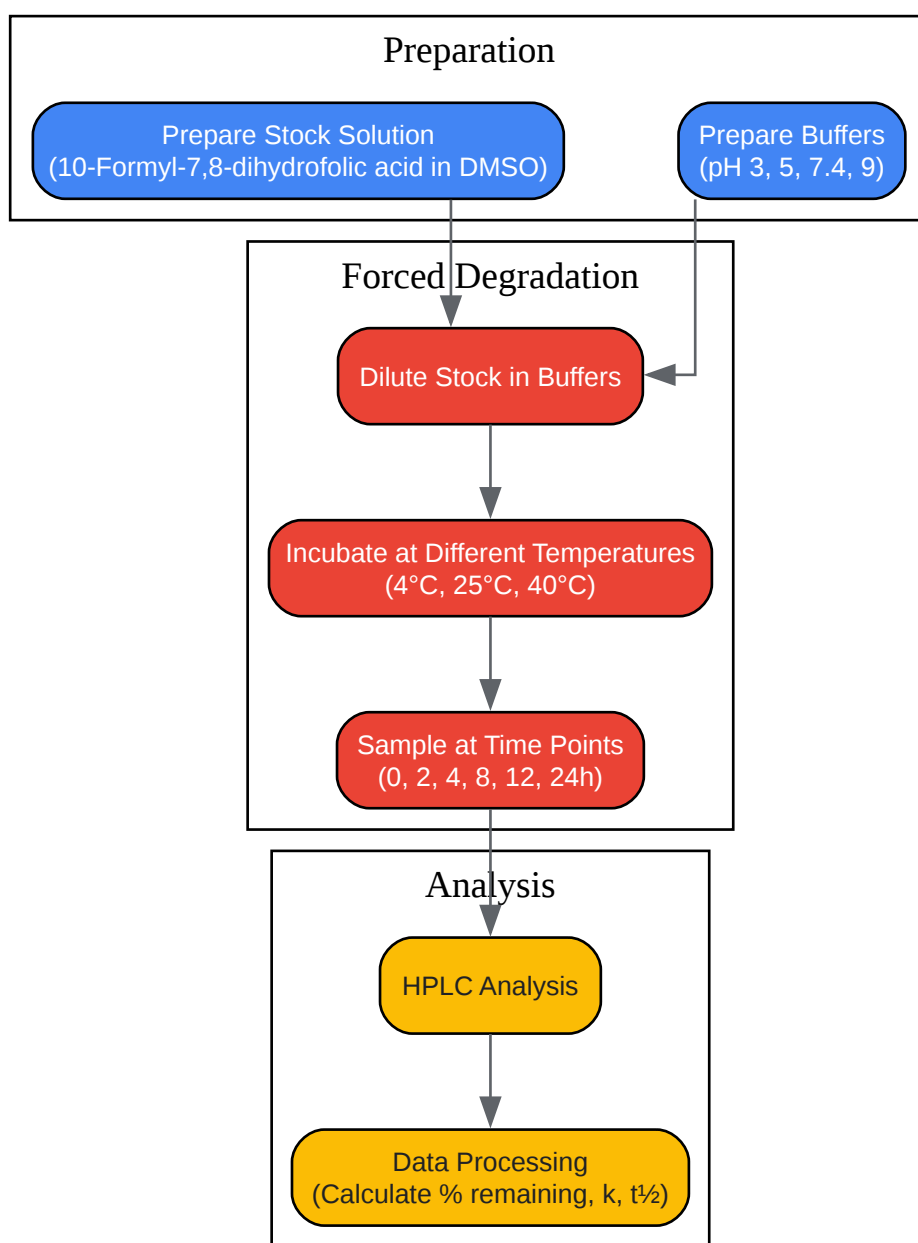 Preparation
Prepare Stock Solution
(10-Formyl-7,8-dihydrofolic acid in DMSO)
Prepare Buffers
(pH 3, 5, 7.4, 9)
Forced Degradation
Dilute Stock in Buffers
Incubate at Different Temperatures
(4°C, 25°C, 40°C)
Sample at Time Points
(0, 2, 4, 8, 12, 24h)
Analysis
HPLC Analysis
Data Processing
(Calculate % remaining, k, t½)